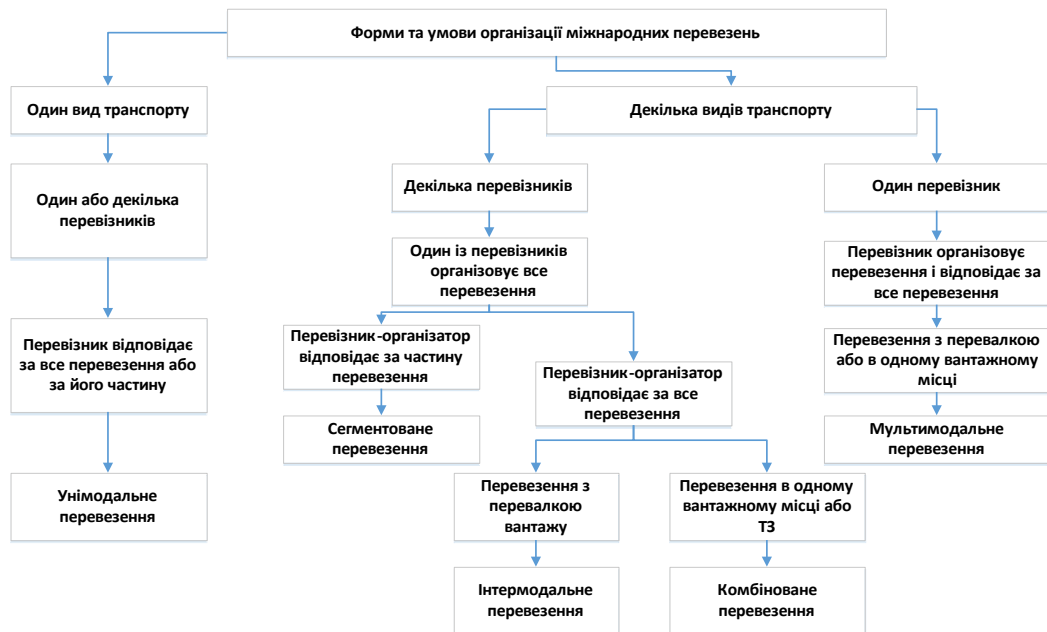 Форми та умови організації міжнародних перевезень
Один вид транспорту
Декілька видів транспорту
Один або декілька
перевізників
Декілька перевізників
Один перевізник
Один із перевізників
організовує все
перевезення
Перевізник організовує
перевезення і відповідає за
все перевезення
Перевізник відповідає
за все перевезення або
за його частину
Перевізник-організатор
відповідає за частину
перевезення
Перевізник-організатор
відповідає за все
перевезення
Перевезення з перевалкою
або в одному вантажному
місці
Сегментоване
перевезення
Мультимодальне
перевезення
Унімодальне
перевезення
Перевезення з
перевалкою
вантажу
Перевезення в одному
вантажному місці або
ТЗ
Інтермодальне
перевезення
Комбіноване
перевезення